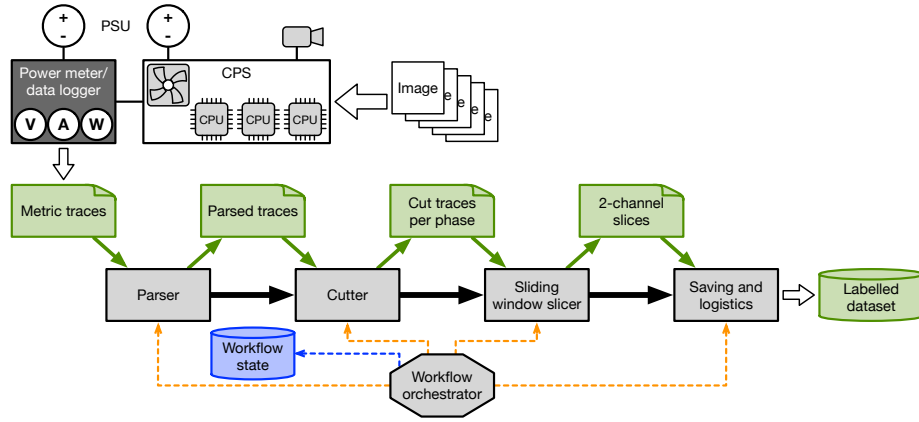 +
-
PSU
+
-
Power meter/
data logger
V A W
CPS
CPU CPU CPU
Image
e
e
e
e
Metric traces
Parsed traces
Cut traces
per phase
2-channel
slices
Parser
Cutter
Sliding
window slicer
Saving and
logistics
Labelled
dataset
Workflow
state
Workflow
orchestrator